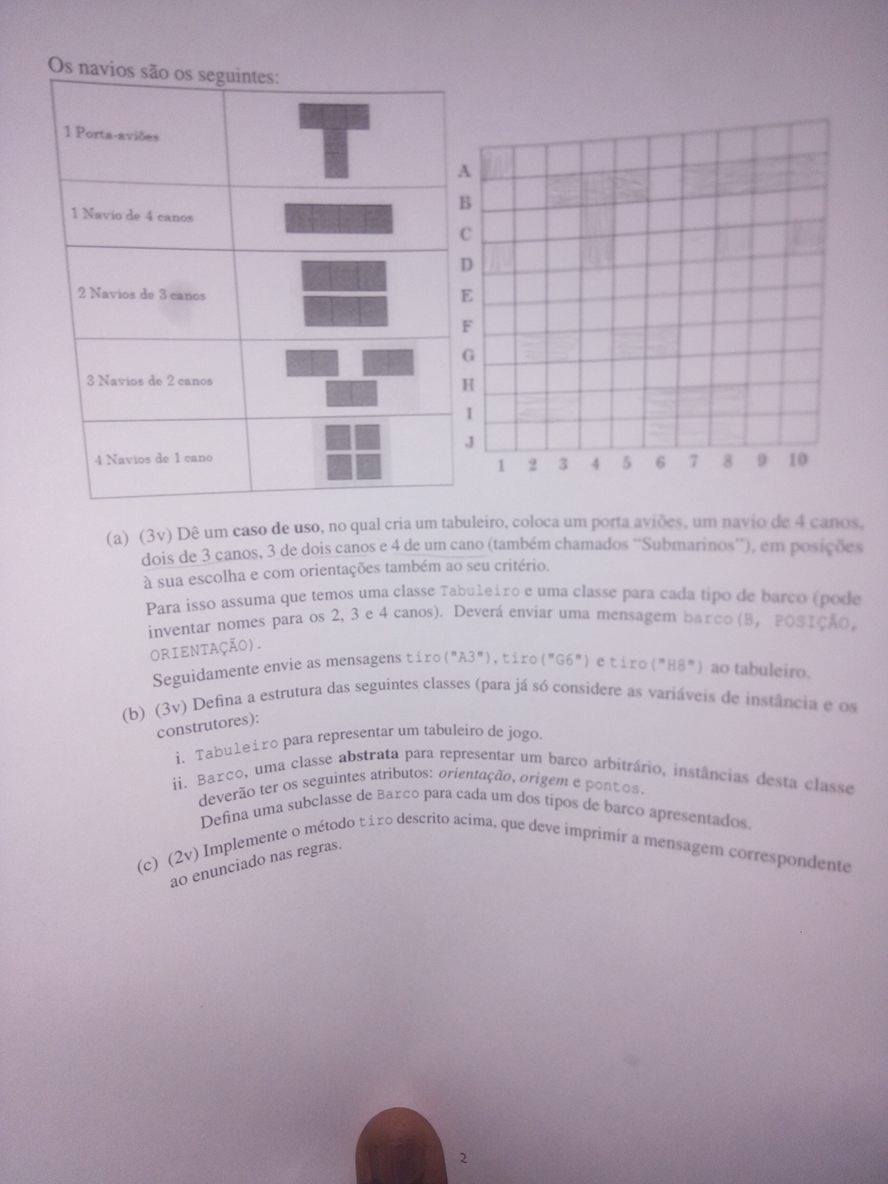 Os navios são os seguintes:
1 Porta-aviões
1 Navio de 4 canos
2 Navios de 3 canos
3 Navios de 2 canos
4 Navios de 1 cano
A
B
C
D
E
F
G
H
I
J
1 2 3 4 5 6 7 8 9 10
(a) (3v) Dê um caso de uso, no qual cria um tabuleiro, coloca um porta aviões, um navio de 4 canos,
dois de 3 canos, 3 de dois canos e 4 de um cano (também chamados "Submarinos"), em posições
à sua escolha e com orientações também ao seu critério.
Para isso assuma que temos uma classe Tabuleiro e uma classe para cada tipo de barco (pode
inventar nomes para os 2, 3 e 4 canos). Deverá enviar uma mensagem barco(B, POSIÇÃO,
ORIENTAÇÃO).
Seguidamente envie as mensagens tiro("A3"), tiro("G6") e tiro("H8") ao tabuleiro.
(b) (3v) Defina a estrutura das seguintes classes (para já só considere as variáveis de instância e os
construtores):
i. Tabuleiro para representar um tabuleiro de jogo.
ii. Barco, uma classe abstrata para representar um barco arbitrário, instâncias desta classe
deverão ter os seguintes atributos: orientação, origem e pontos.
Defina uma subclasse de Barco para cada um dos tipos de barco apresentados.
(c) (2v) Implemente o método tiro descrito acima, que deve imprimir a mensagem correspondente
ao enunciado nas regras.
2